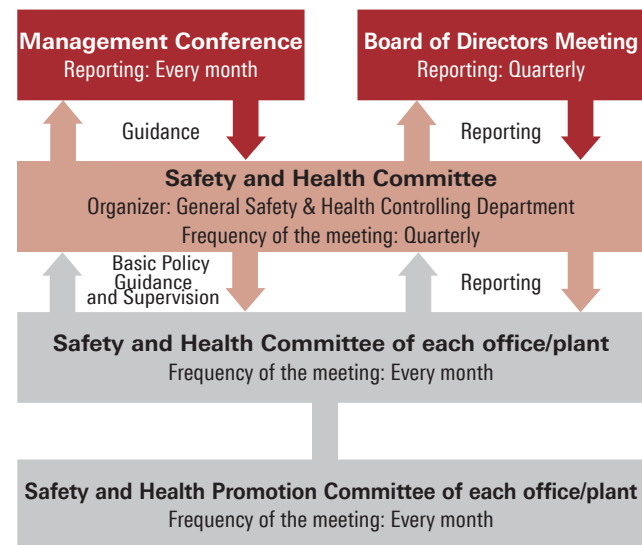 Management Conference
Reporting: Every month
Board of Directors Meeting
Reporting: Quarterly
Guidance
Reporting
Safety and Health Committee
Organizer: General Safety & Health Controlling Department
Frequency of the meeting: Quarterly
Basic Policy
Guidance
and Supervision
Reporting
Safety and Health Committee of each office/plant
Frequency of the meeting: Every month
Safety and Health Promotion Committee of each office/plant
Frequency of the meeting: Every month